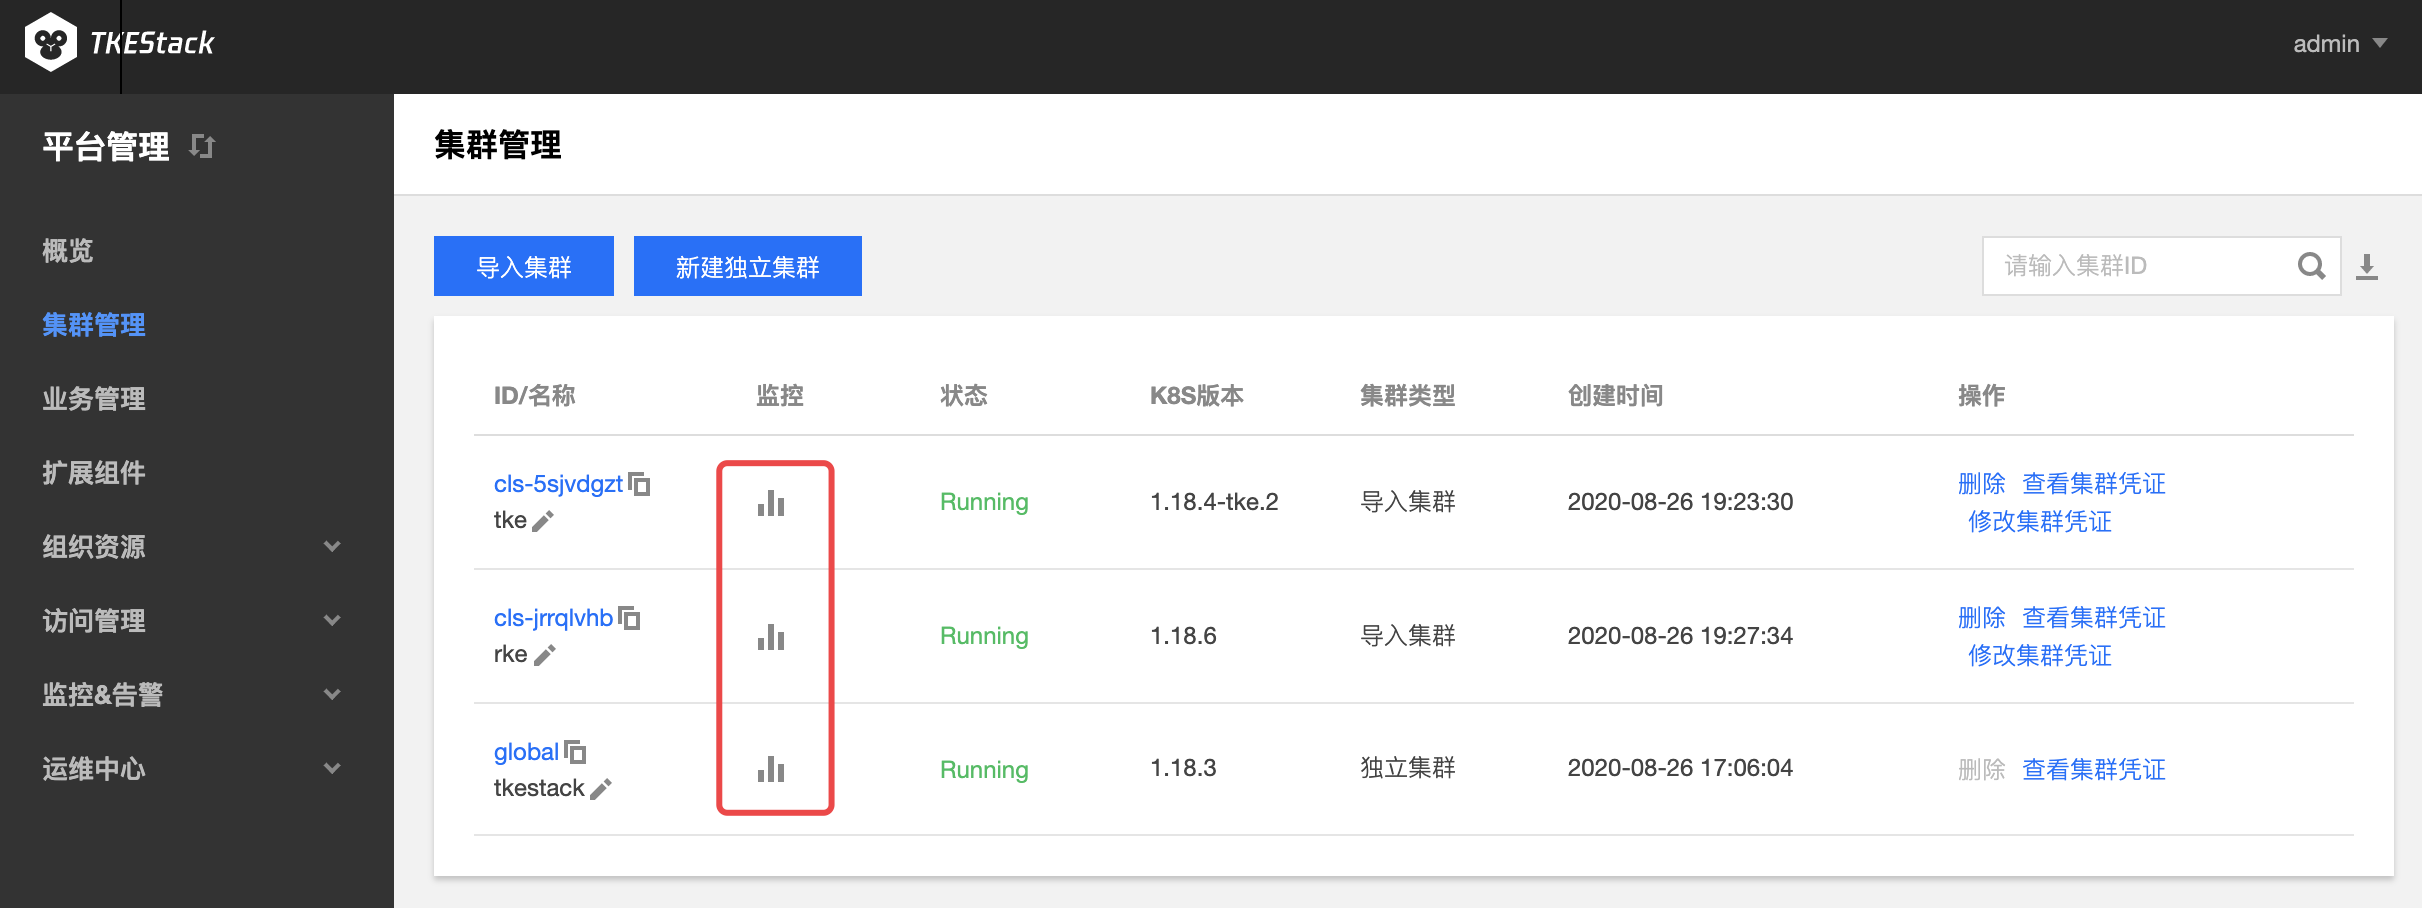 TKEStack
admin
平台管理
概览
集群管理
业务管理
扩展组件
组织资源
访问管理
监控&告警
运维中心
集群管理
导入集群 新建独立集群 请输入集群ID
ID/名称 监控 状态 K8S版本 集群类型 创建时间 操作
cls-5sjvdgzt
tke
Running 1.18.4-tke.2 导入集群 2020-08-26 19:23:30
删除 查看集群凭证
修改集群凭证
cls-jrrqlvhb
rke
Running 1.18.6 导入集群 2020-08-26 19:27:34
删除 查看集群凭证
修改集群凭证
global
tkestack
Running 1.18.3 独立集群 2020-08-26 17:06:04
删除 查看集群凭证